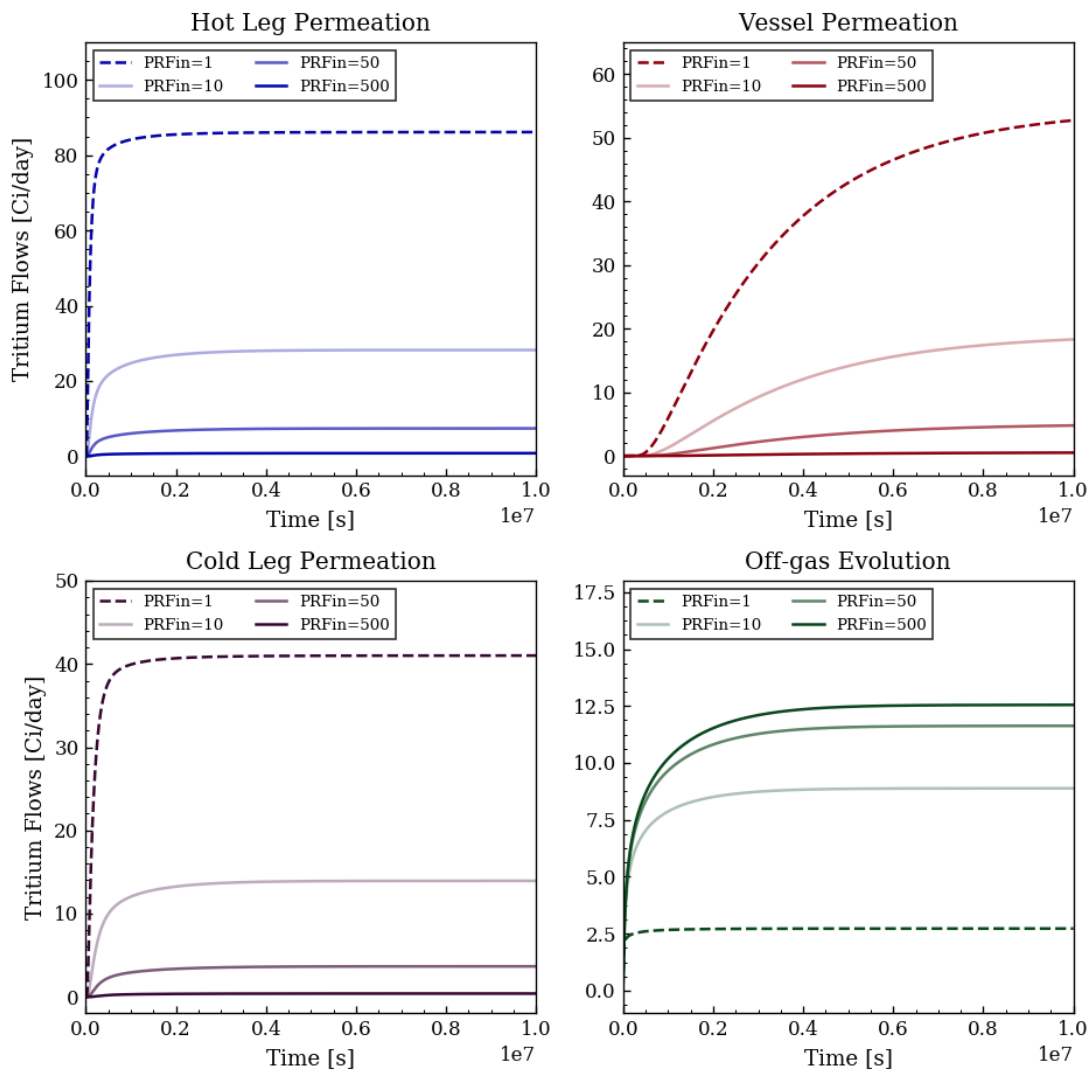 Hot Leg Permeation
Tritium Flows [Ci/day]
100
80
60
40
20
0
PRFin=1 PRFin=50
PRFin=10 PRFin=500
0.0 0.2 0.4 0.6 0.8 1.0
1e7
Time [s]
Vessel Permeation
60
50
40
30
20
10
0
PRFin=1 PRFin=50
PRFin=10 PRFin=500
0.0 0.2 0.4 0.6 0.8 1.0
1e7
Time [s]
Cold Leg Permeation
Tritium Flows [Ci/day]
50
40
30
20
10
0
PRFin=1 PRFin=50
PRFin=10 PRFin=500
0.0 0.2 0.4 0.6 0.8 1.0
1e7
Time [s]
Off-gas Evolution
17.5
15.0
12.5
10.0
7.5
5.0
2.5
0.0
PRFin=1 PRFin=50
PRFin=10 PRFin=500
0.0 0.2 0.4 0.6 0.8 1.0
1e7
Time [s]